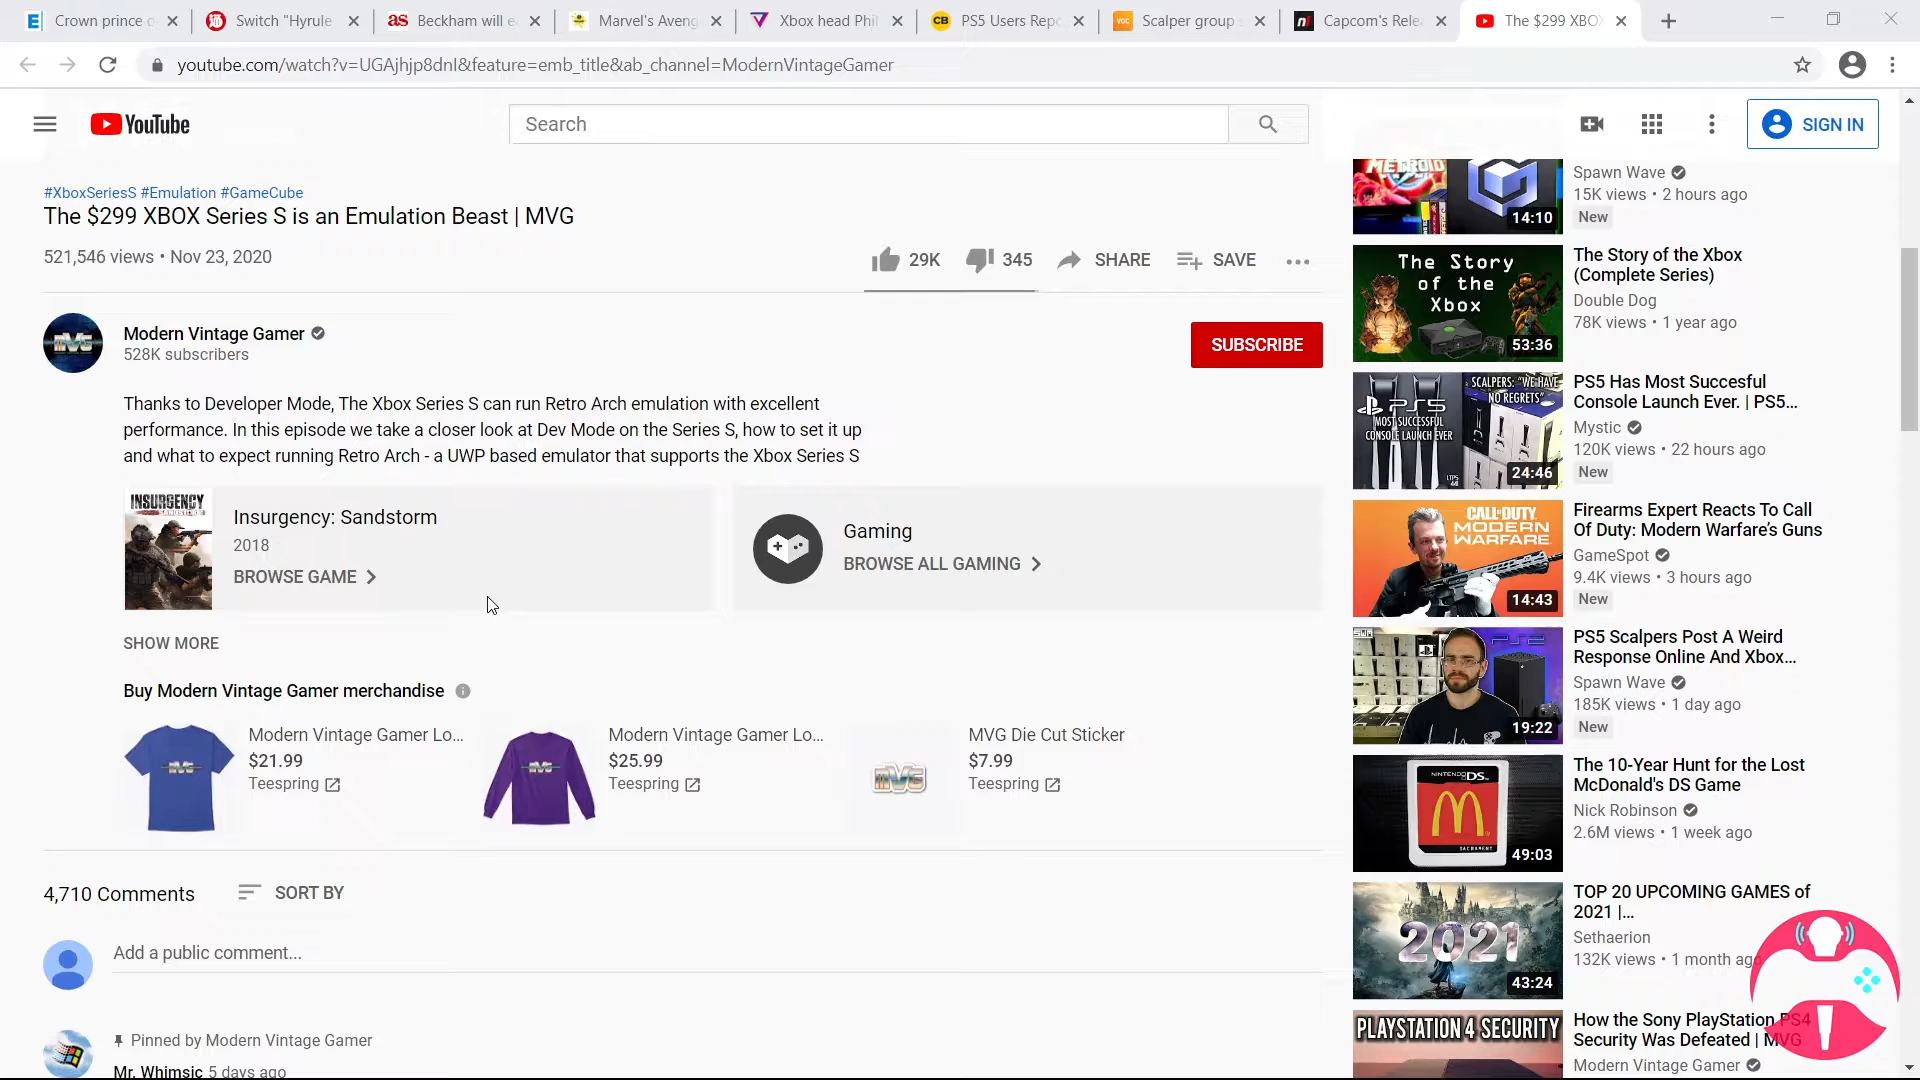 Crown prince o
Switch "Hyrule
Beckham will e
Marvel's Aveng
Xbox head Phil
PS5 Users Repo
Scalper group s
Capcom's Rele
The $299 XBO
youtube.com/watch?v=UGAjhjp8dnI&feature=emb_title&ab_channel=ModernVintageGamer
YouTube
Search
SIGN IN
#XboxSeriesS #Emulation #GameCube
The $299 XBOX Series S is an Emulation Beast | MVG
521,546 views • Nov 23, 2020
29K
345
SHARE
SAVE
Modern Vintage Gamer
528K subscribers
SUBSCRIBE
Thanks to Developer Mode, The Xbox Series S can run Retro Arch emulation with excellent
performance. In this episode we take a closer look at Dev Mode on the Series S, how to set it up
and what to expect running Retro Arch - a UWP based emulator that supports the Xbox Series S
INSURGENCY
Insurgency: Sandstorm
2018
BROWSE GAME
Gaming
BROWSE ALL GAMING
SHOW MORE
Buy Modern Vintage Gamer merchandise
MVG
Modern Vintage Gamer Lo...
$21.99
Teespring
Modern Vintage Gamer Lo...
$25.99
Teespring
MVG
MVG Die Cut Sticker
$7.99
Teespring
4,710 Comments
SORT BY
Add a public comment...
Pinned by Modern Vintage Gamer
Mr. Whimsic 5 days ago
METROID
14:10
Spawn Wave
15K views • 2 hours ago
New
The Story
of the
Xbox
53:36
The Story of the Xbox
(Complete Series)
Double Dog
78K views • 1 year ago
SCALPERS: "WE HAVE
NO REGRETS"
PS5
MOST SUCCESSFUL
CONSOLE LAUNCH EVER
24:46
PS5 Has Most Succesful
Console Launch Ever. | PS5...
Mystic
120K views • 22 hours ago
New
CALL OF DUTY
MODERN
WARFARE
14:43
Firearms Expert Reacts To Call
Of Duty: Modern Warfare's Guns
GameSpot
9.4K views • 3 hours ago
New
19:22
PS5 Scalpers Post A Weird
Response Online And Xbox...
Spawn Wave
185K views • 1 day ago
New
NINTENDO DS
SACRAMENT
49:03
The 10-Year Hunt for the Lost
McDonald's DS Game
Nick Robinson
2.6M views • 1 week ago
2021
43:24
TOP 20 UPCOMING GAMES of
2021 |...
Sethaerion
132K views • 1 month ago
PLAYSTATION 4 SECURITY
How the Sony PlayStation PS4
Security Was Defeated | MVG
Modern Vintage Gamer